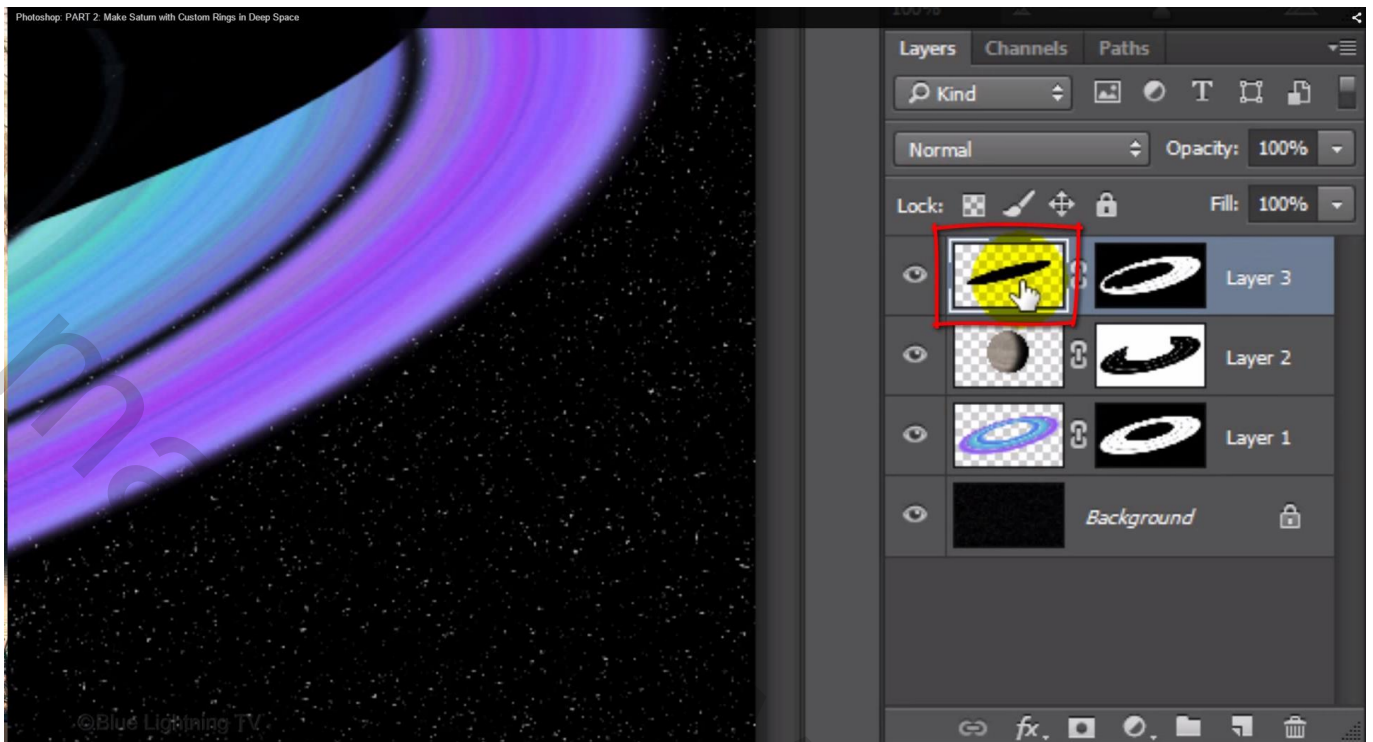 Photoshop: PART 2: Make Saturn with Custom Rings in Deep Space
Layers Channels Paths
Kind
Normal Opacity: 100%
Lock: Fill: 100%
Layer 3
Layer 2
Layer 1
Background
fx.
©Blue Lightning TV